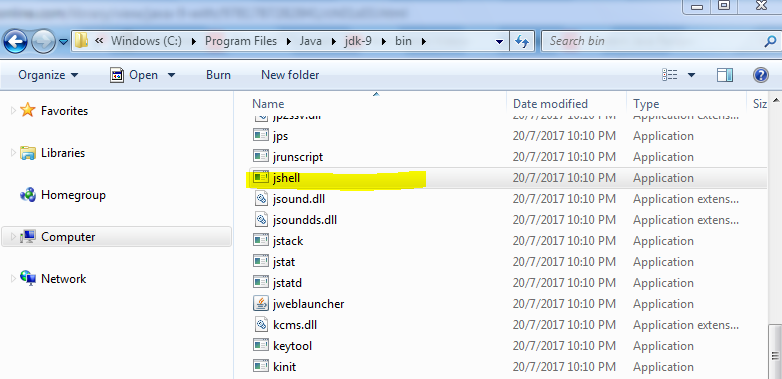 Windows (C:) Program Files Java jdk-9 bin Search bin
Organize Open Burn New folder
Favorites
Libraries
Homegroup
Computer
Network
Name Date modified Type Siz
20/7/2017 10:10 PM Application extens...
jps 20/7/2017 10:10 PM Application
jrunscript 20/7/2017 10:10 PM Application
jshell 20/7/2017 10:10 PM Application
jsound.dll 20/7/2017 10:10 PM Application extens...
jsoundds.dll 20/7/2017 10:10 PM Application extens...
jstack 20/7/2017 10:10 PM Application
jstat 20/7/2017 10:10 PM Application
jstatd 20/7/2017 10:10 PM Application
jweblauncher 20/7/2017 10:10 PM Application
kcms.dll 20/7/2017 10:10 PM Application extens...
keytool 20/7/2017 10:10 PM Application
kinit 20/7/2017 10:10 PM Application